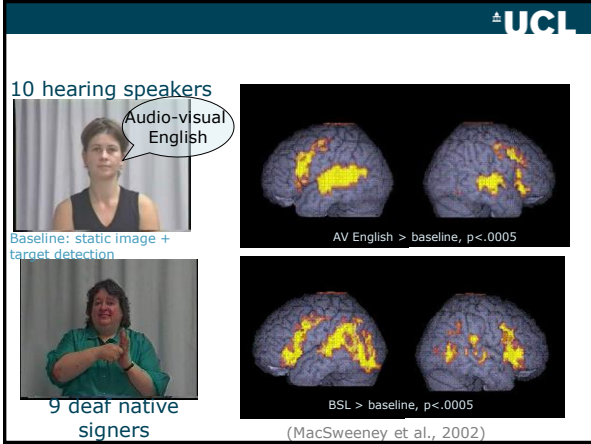 UCL
10 hearing speakers
Audio-visual
English
Baseline: static image +
target detection
AV English > baseline, p<.0005
9 deaf native
signers
BSL > baseline, p<.0005
(MacSweeney et al., 2002)